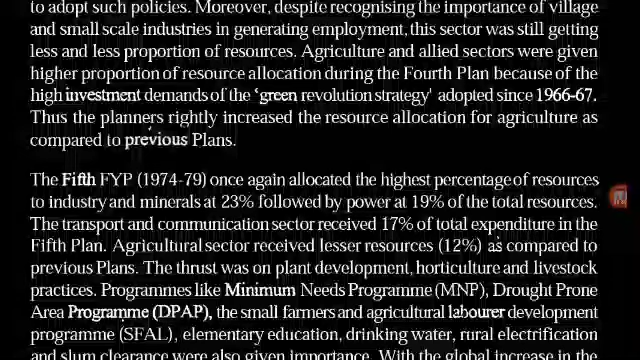 to adopt such policies. Moreover, despite recognising the importance of village
and small scale industries in generating employment, this sector was still getting
less and less proportion of resources. Agriculture and allied sectors were given
higher proportion of resource allocation during the Fourth Plan because of the
high investment demands of the 'green revolution strategy' adopted since 1966-67.
Thus the planners rightly increased the resource allocation for agriculture as
compared to previous Plans.
The Fifth FYP (1974-79) once again allocated the highest percentage of resources
to industry and minerals at 23% followed by power at 19% of the total resources.
The transport and communication sector received 17% of total expenditure in the
Fifth Plan. Agricultural sector received lesser resources (12%) as compared to
previous Plans. The thrust was on plant development, horticulture and livestock
practices. Programmes like Minimum Needs Programme (MNP), Drought Prone
Area Programme (DPAP), the small farmers and agricultural labourer development
programme (SFAL), elementary education, drinking water, rural electrification
and slum clearance were also given importance. With the global increase in the